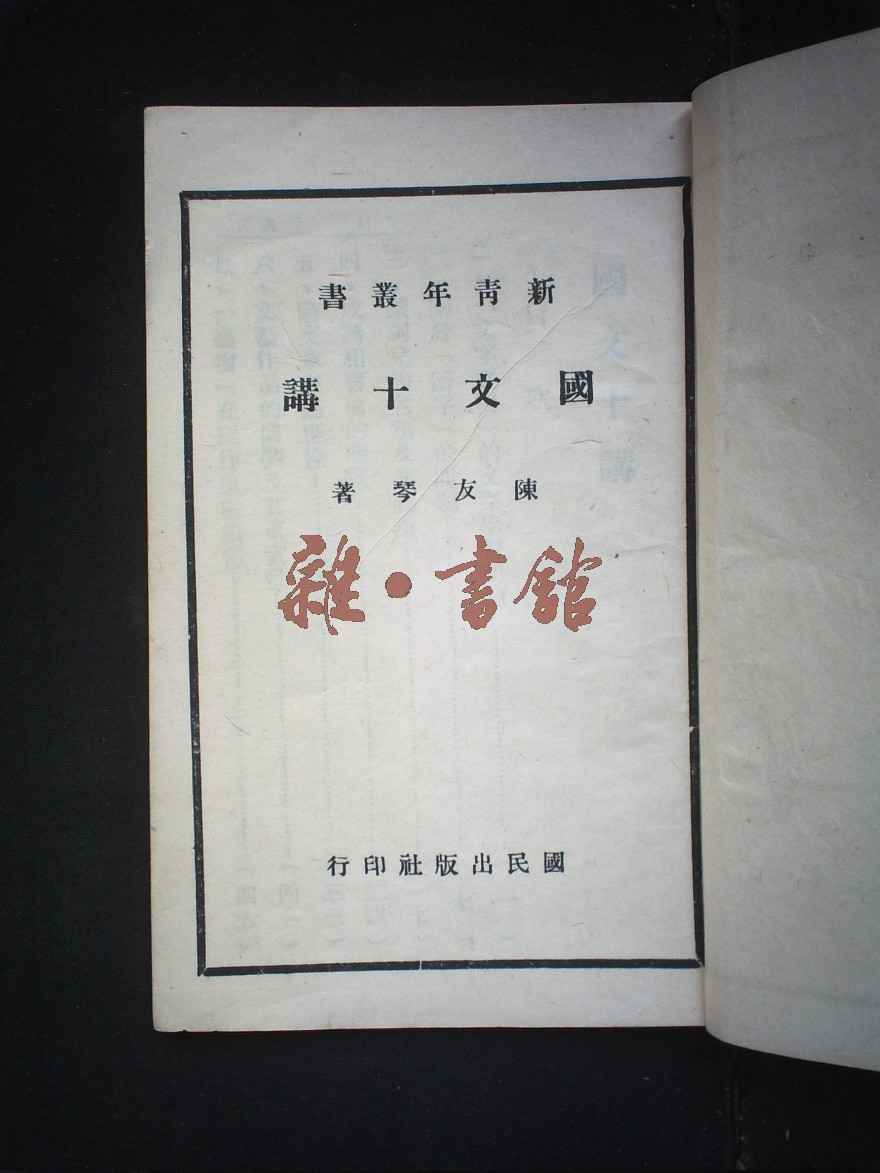 新青年叢書
國文十講
陳友琴著
雜·書館
國民出版社印行